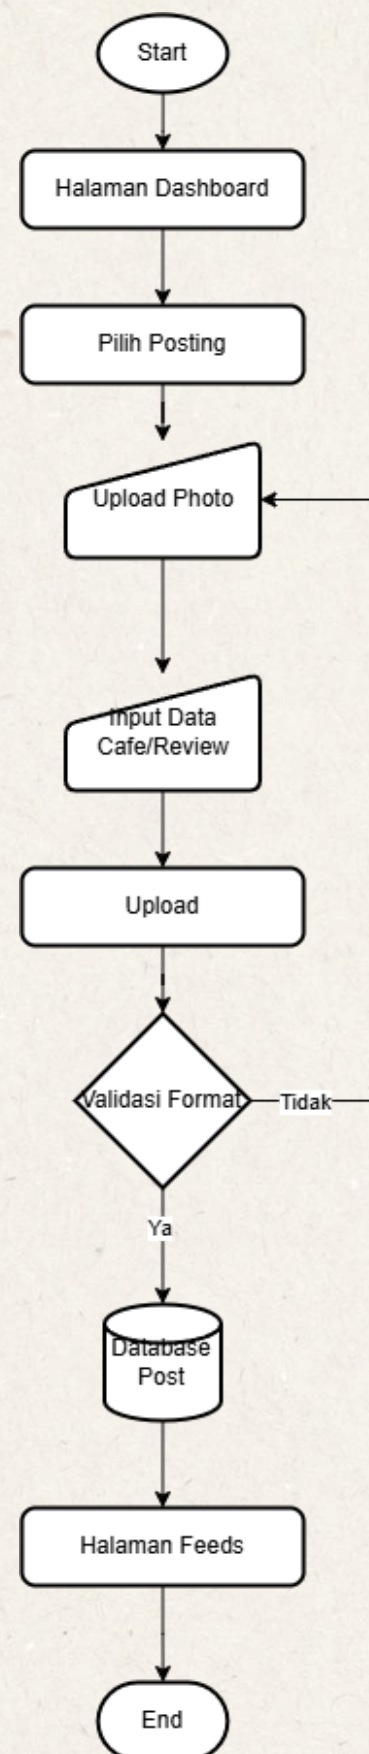 Start
Halaman Dashboard
Pilih Posting
Upload Photo
Input Data
Cafe/Review
Upload
Validasi Format
Tidak
Ya
Database
Post
Halaman Feeds
End